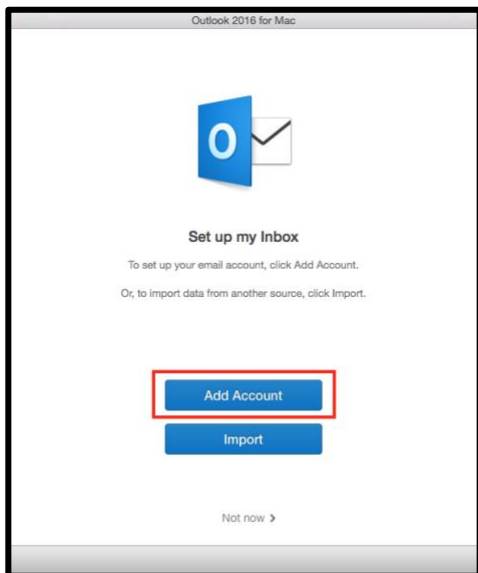 Outlook 2016 for Mac
O
Set up my Inbox
To set up your email account, click Add Account.
Or, to import data from another source, click Import.
Add Account
Import
Not now >